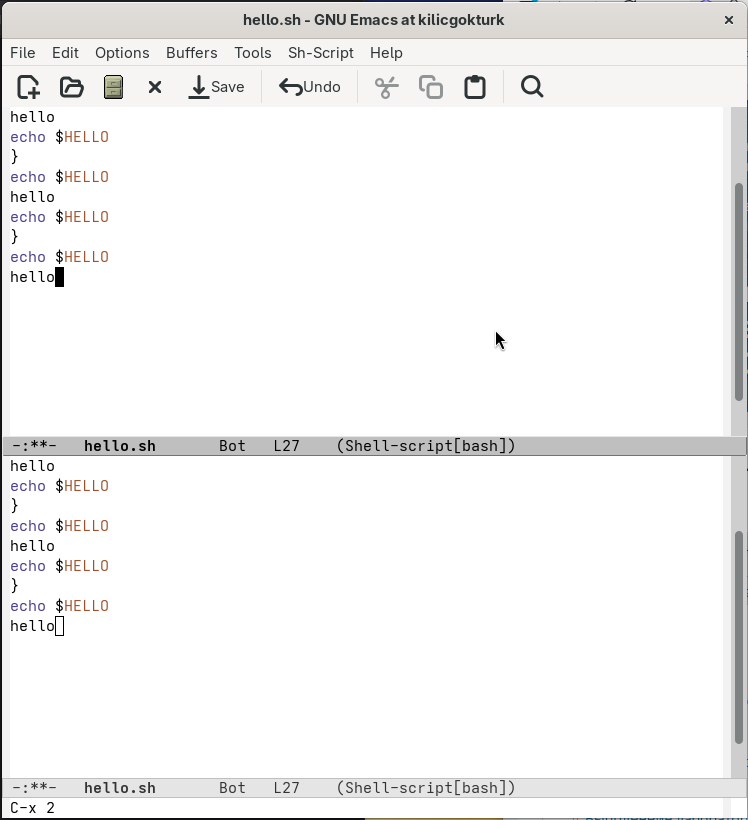 hello.sh - GNU Emacs at kilicgokturk
File Edit Options Buffers Tools Sh-Script Help
Save Undo
hello
echo $HELLO
}
echo $HELLO
hello
echo $HELLO
}
echo $HELLO
hello
-:**- hello.sh Bot L27 (Shell-script[bash])
hello
echo $HELLO
}
echo $HELLO
hello
echo $HELLO
}
echo $HELLO
hello
-:**- hello.sh Bot L27 (Shell-script[bash])
C-x 2